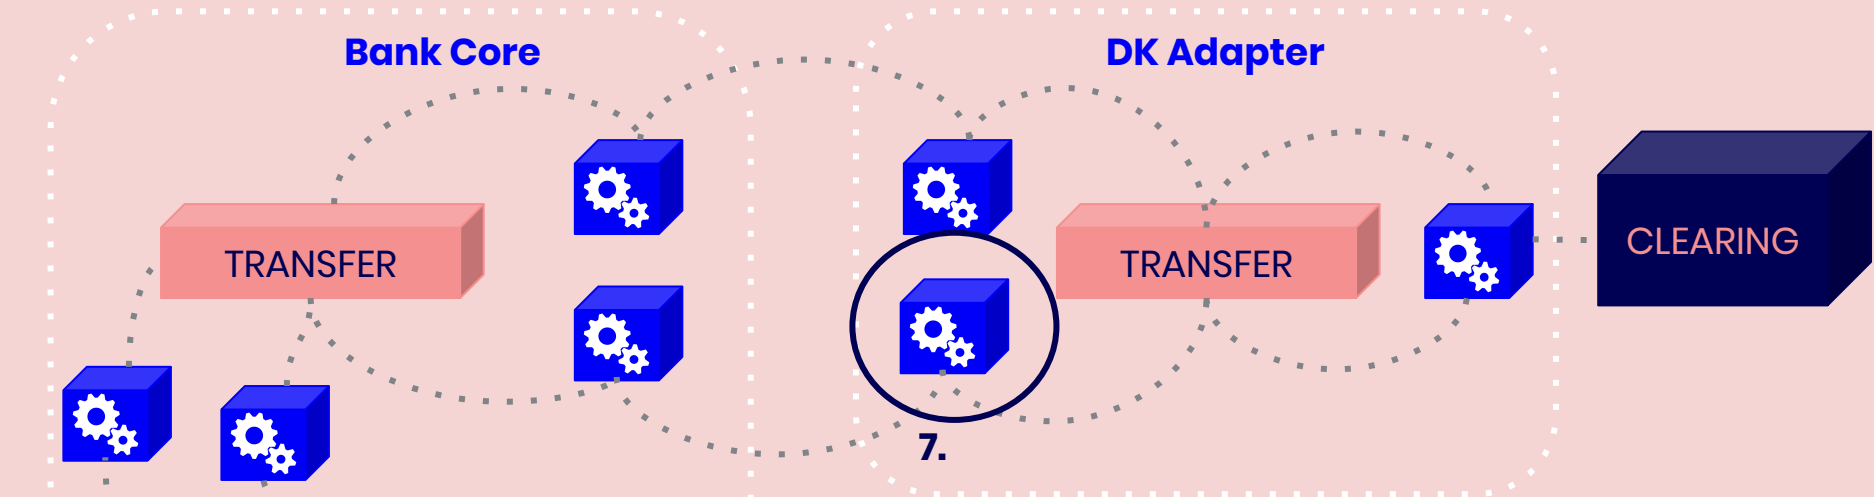 Bank Core
DK Adapter
TRANSFER
TRANSFER
CLEARING
7.